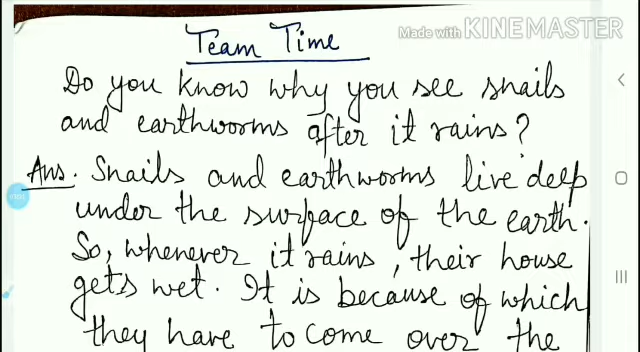 Team Time
Made with KINEMASTER
Do you know why you see snails
and earthworms after it rains?
Ans. Snails and earthworms live deep
under the surface of the earth.
So, whenever it rains, their house
gets wet. It is because of which
they have to come over the